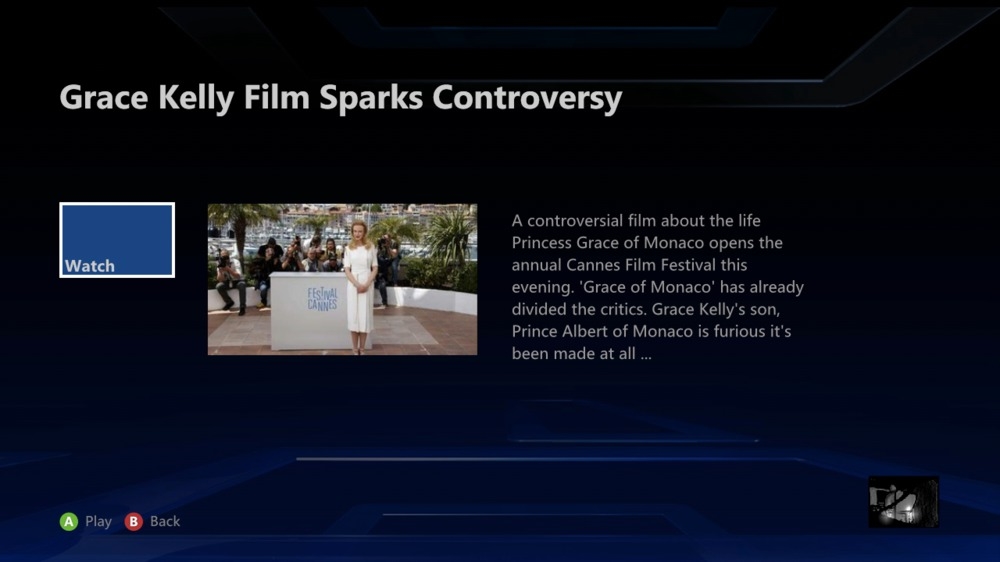 Grace Kelly Film Sparks Controversy
Watch
FESTIVAL
CANNES
A controversial film about the life
Princess Grace of Monaco opens the
annual Cannes Film Festival this
evening. 'Grace of Monaco' has already
divided the critics. Grace Kelly's son,
Prince Albert of Monaco is furious it's
been made at all ...
A Play B Back